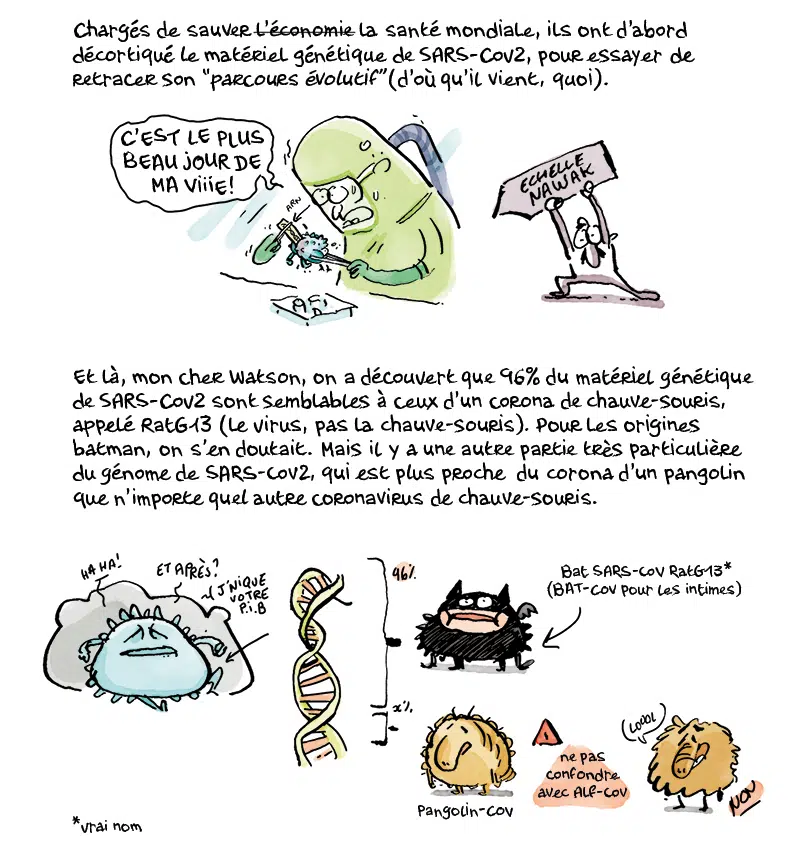 Chargés de sauver L'économie la santé mondiale, ils ont d'abord
décortiqué le matériel génétique de SARS-Cov2, pour essayer de
retracer son "parcours évolutif" (d'où qu'il vient, quoi).
C'EST LE PLUS
BEAU JOUR DE
MA Viiie!
ARN
ECHELLE
NAWAK
Et là, mon cher Watson, on a découvert que 96% du matériel génétique
de SARS-Cov2 sont semblables à ceux d'un corona de chauve-souris,
appelé RatG13 (le virus, pas la chauve-souris). Pour les origines
batman, on s'en doutait. Mais il y a une autre partie très particulière
du génome de SARS-Cov2, qui est plus proche du corona d'un pangolin
que n'importe quel autre coronavirus de chauve-souris.
HA HA!
ET APRÈS?
J'NIQUE
VOTRE
P.i.B
96%
Bat SARS-Cov RatG13*
(BAT-Cov pour les intimes)
x%
Pangolin-Cov
ne pas
confondre
avec Alf-Cov
LOOOL
NON
*vrai nom